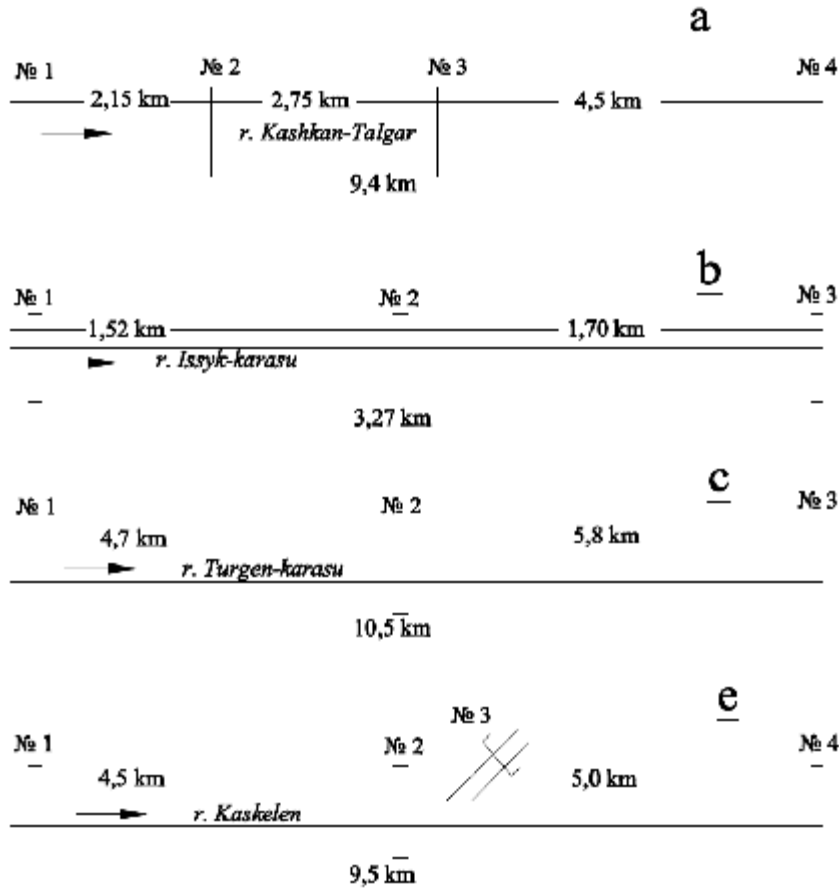 a
№ 1 № 2 № 3 № 4
2,15 km 2,75 km 4,5 km
r. Kashkan-Talgar
9,4 km
b
№ 1 № 2 № 3
1,52 km 1,70 km
r. Issyk-karasu
3,27 km
c
№ 1 № 2 № 3
4,7 km 5,8 km
r. Turgen-karasu
10,5 km
e
№ 3
№ 1 № 2 № 4
4,5 km 5,0 km
r. Kaskelen
9,5 km